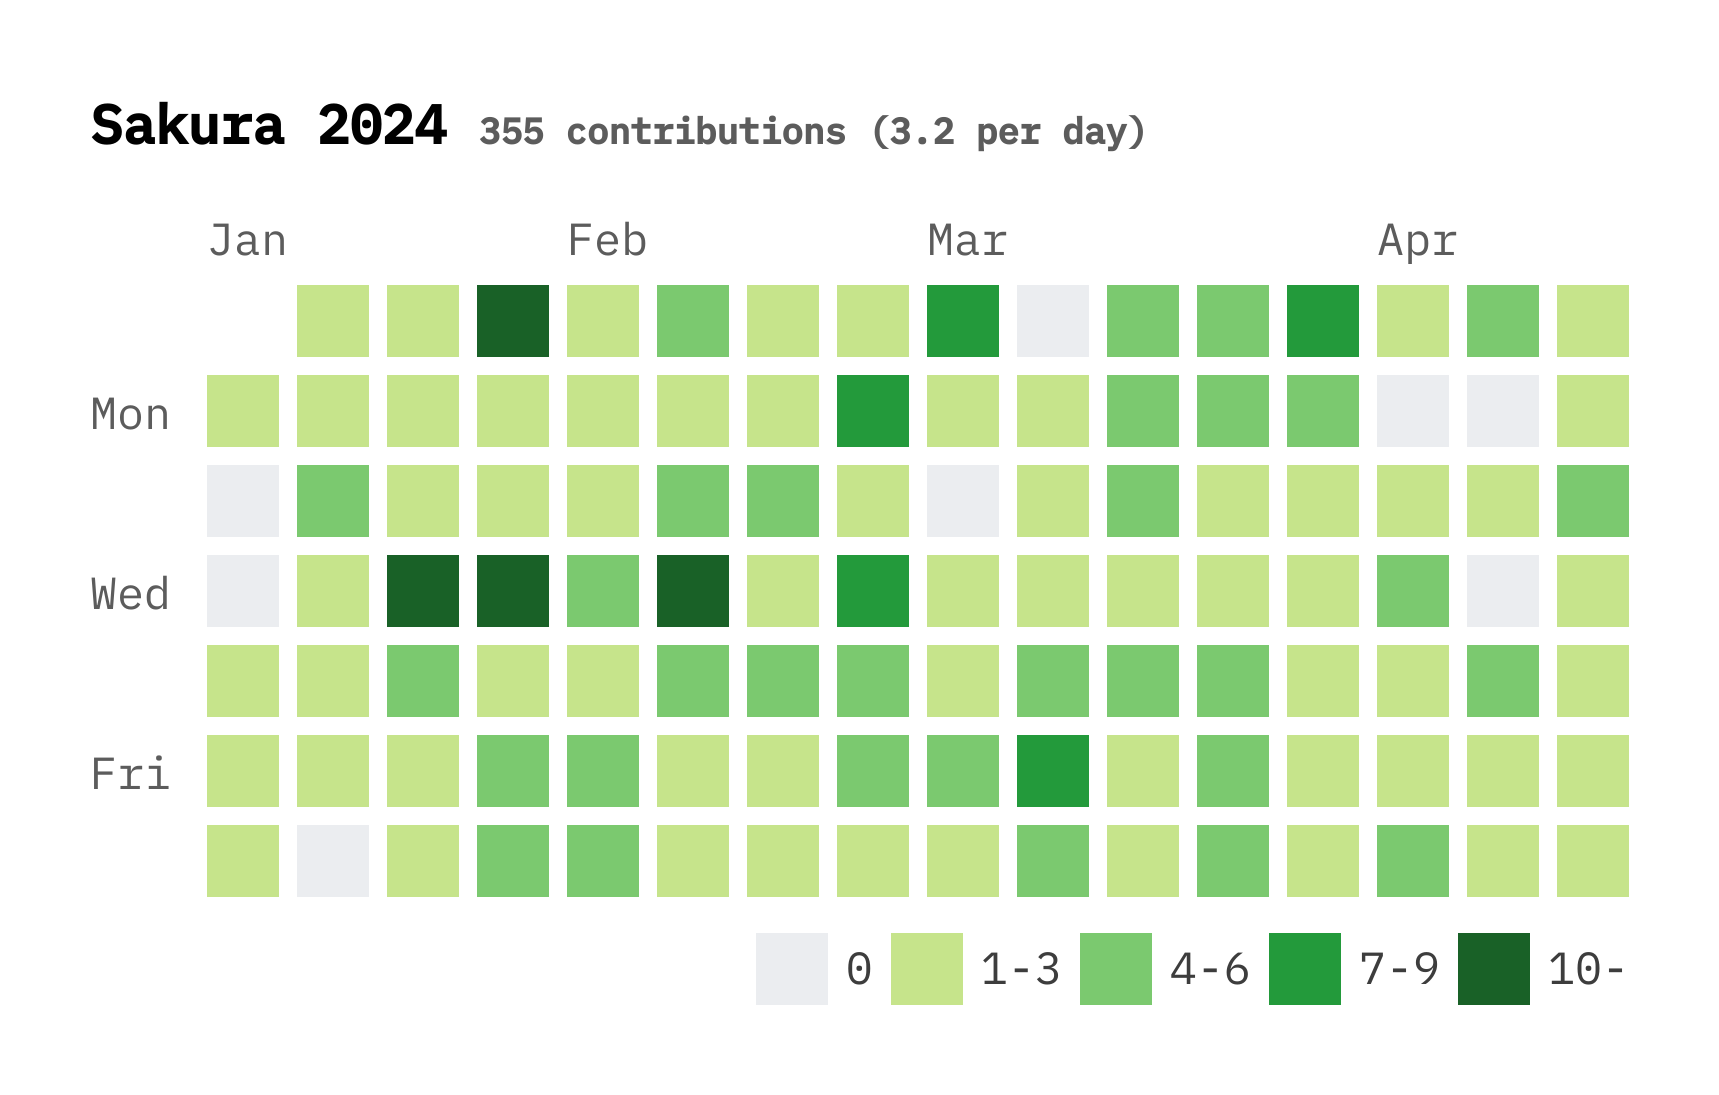 Sakura 2024 355 contributions (3.2 per day)
Jan Feb Mar Apr
Mon
Wed
Fri
0 1-3 4-6 7-9 10-